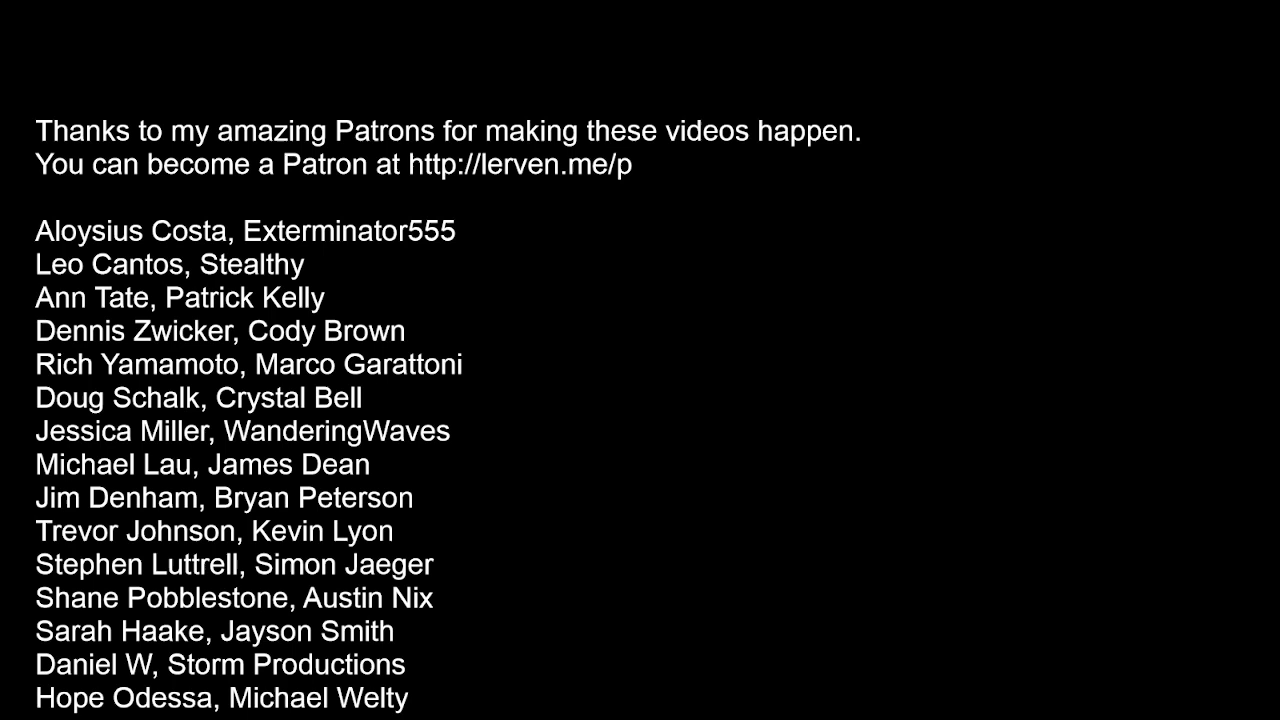 Thanks to my amazing Patrons for making these videos happen.
You can become a Patron at http://lerven.me/p
Aloysius Costa, Exterminator555
Leo Cantos, Stealthy
Ann Tate, Patrick Kelly
Dennis Zwicker, Cody Brown
Rich Yamamoto, Marco Garattoni
Doug Schalk, Crystal Bell
Jessica Miller, WanderingWaves
Michael Lau, James Dean
Jim Denham, Bryan Peterson
Trevor Johnson, Kevin Lyon
Stephen Luttrell, Simon Jaeger
Shane Pobblestone, Austin Nix
Sarah Haake, Jayson Smith
Daniel W, Storm Productions
Hope Odessa, Michael Welty